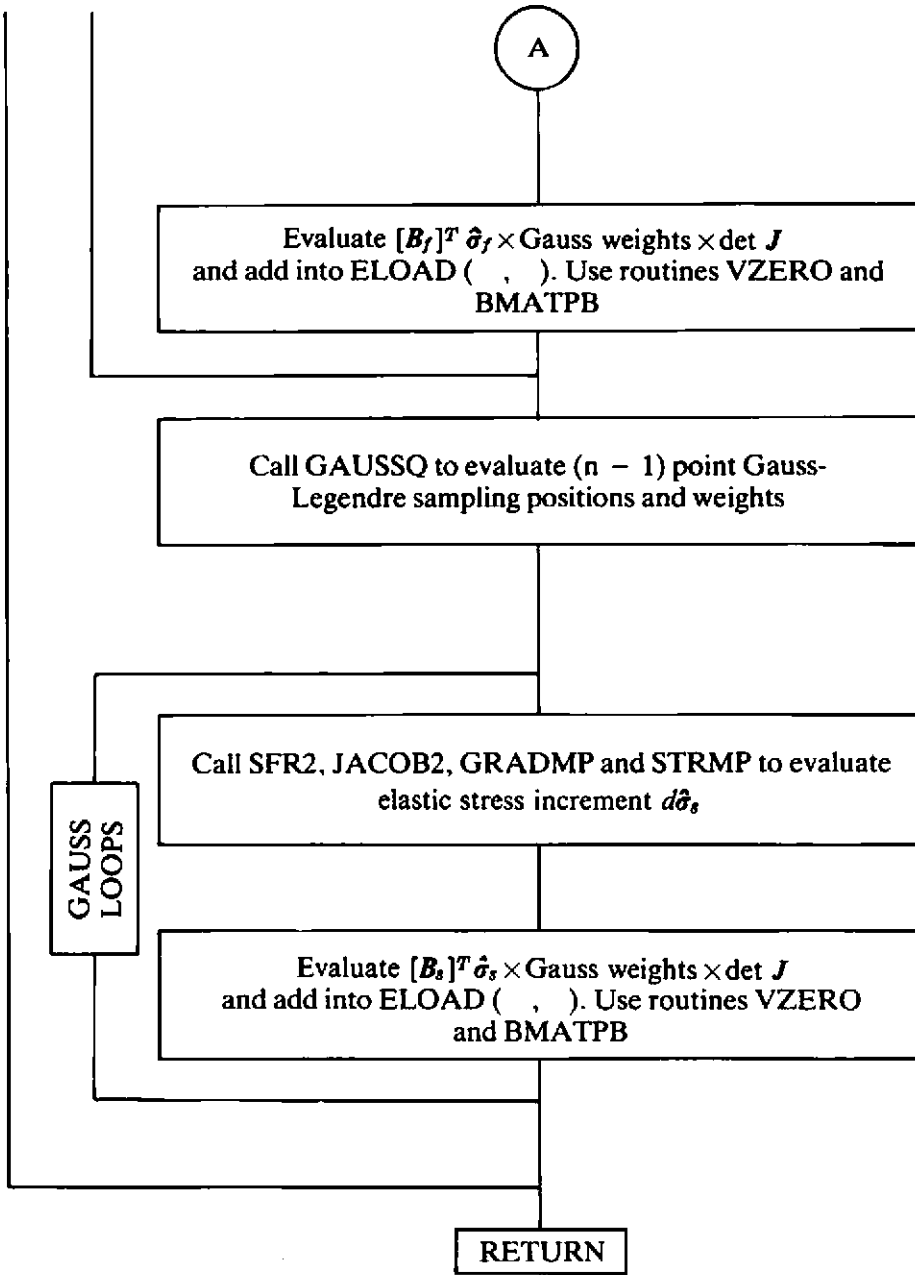 A
Evaluate [B_f]^T σ̂_f × Gauss weights × det J
and add into ELOAD ( , ). Use routines VZERO and
BMATPB
Call GAUSSQ to evaluate (n − 1) point Gauss-
Legendre sampling positions and weights
Call SFR2, JACOB2, GRADMP and STRMP to evaluate
elastic stress increment dσ̂_s
GAUSS
LOOPS
Evaluate [B_s]^T σ̂_s × Gauss weights × det J
and add into ELOAD ( , ). Use routines VZERO
and BMATPB
RETURN